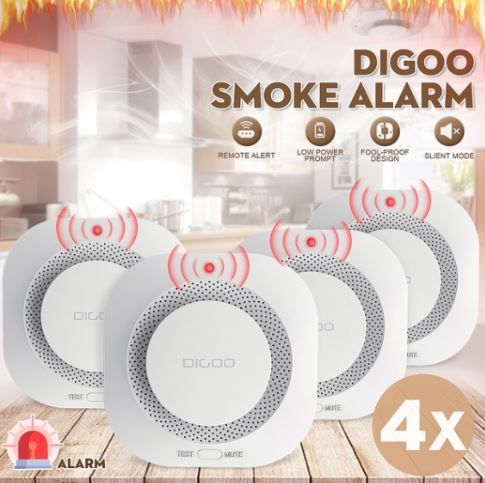 DIGOO
SMOKE ALARM
REMOTE ALERT
LOW POWER
PROMPT
FOOL-PROOF
DESIGN
SLIENT MODE
DIGOO
DIGOO
TEST
TEST
MUTE
MUTE
MUTE
4x
ALARM